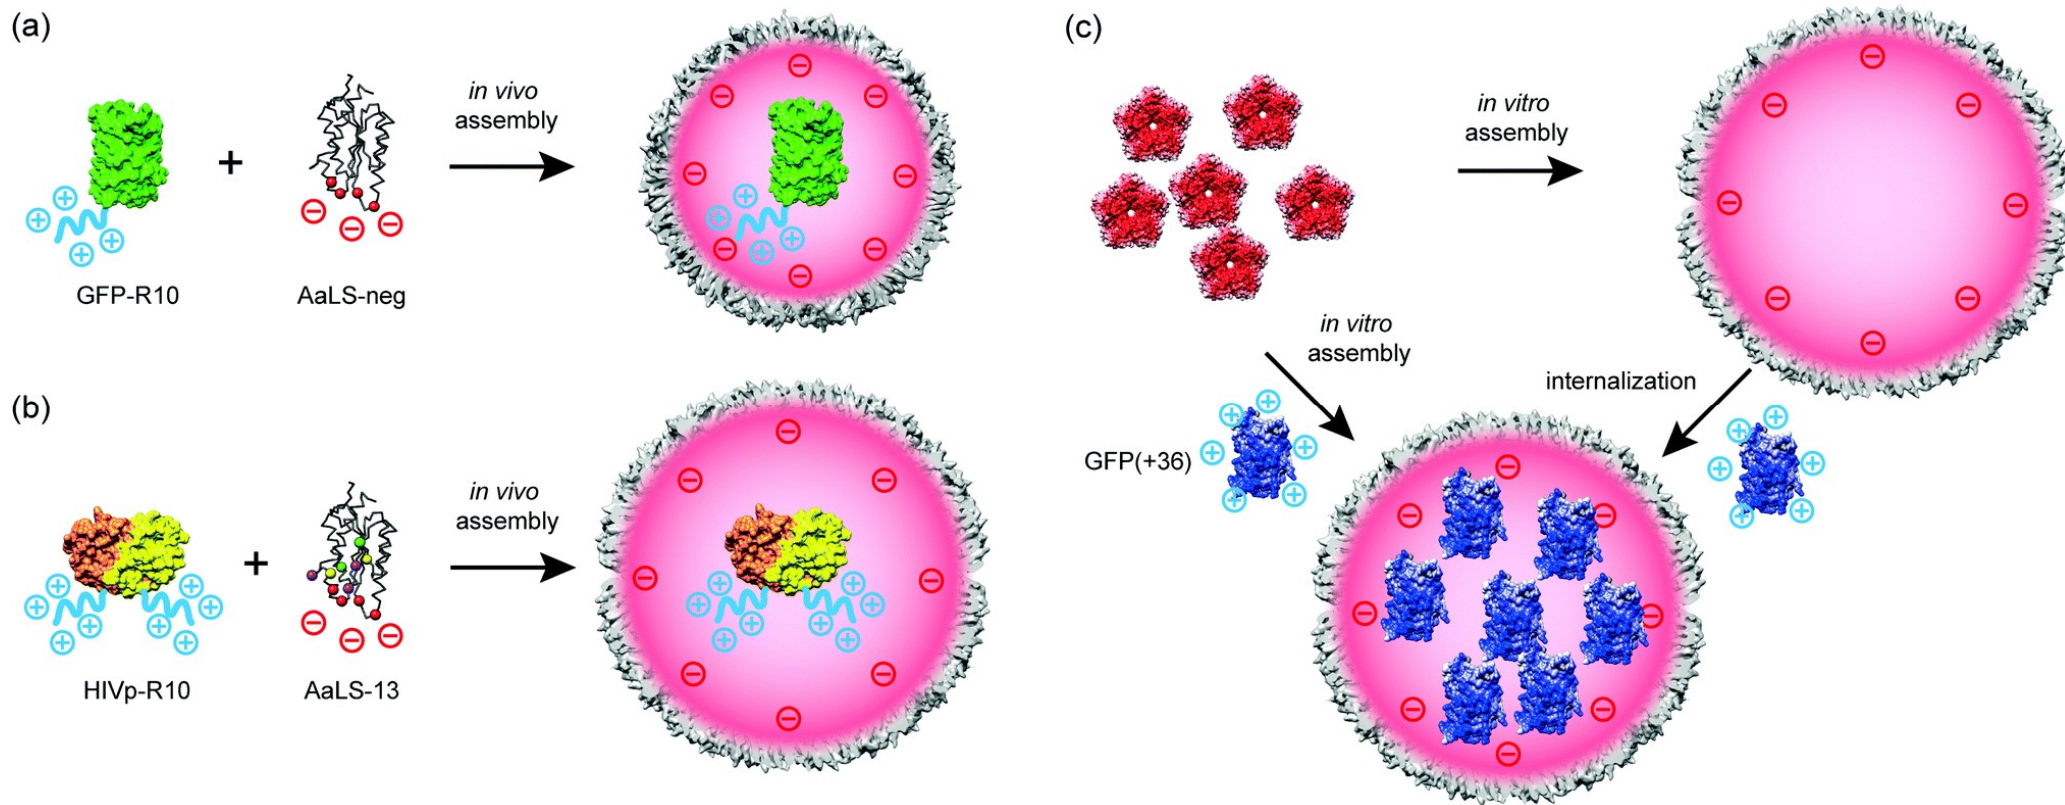 (a)
in vivo
assembly
+
GFP-R10
AaLS-neg
(b)
in vivo
assembly
+
HIVp-R10
AaLS-13
(c)
in vitro
assembly
in vitro
assembly
internalization
GFP(+36)